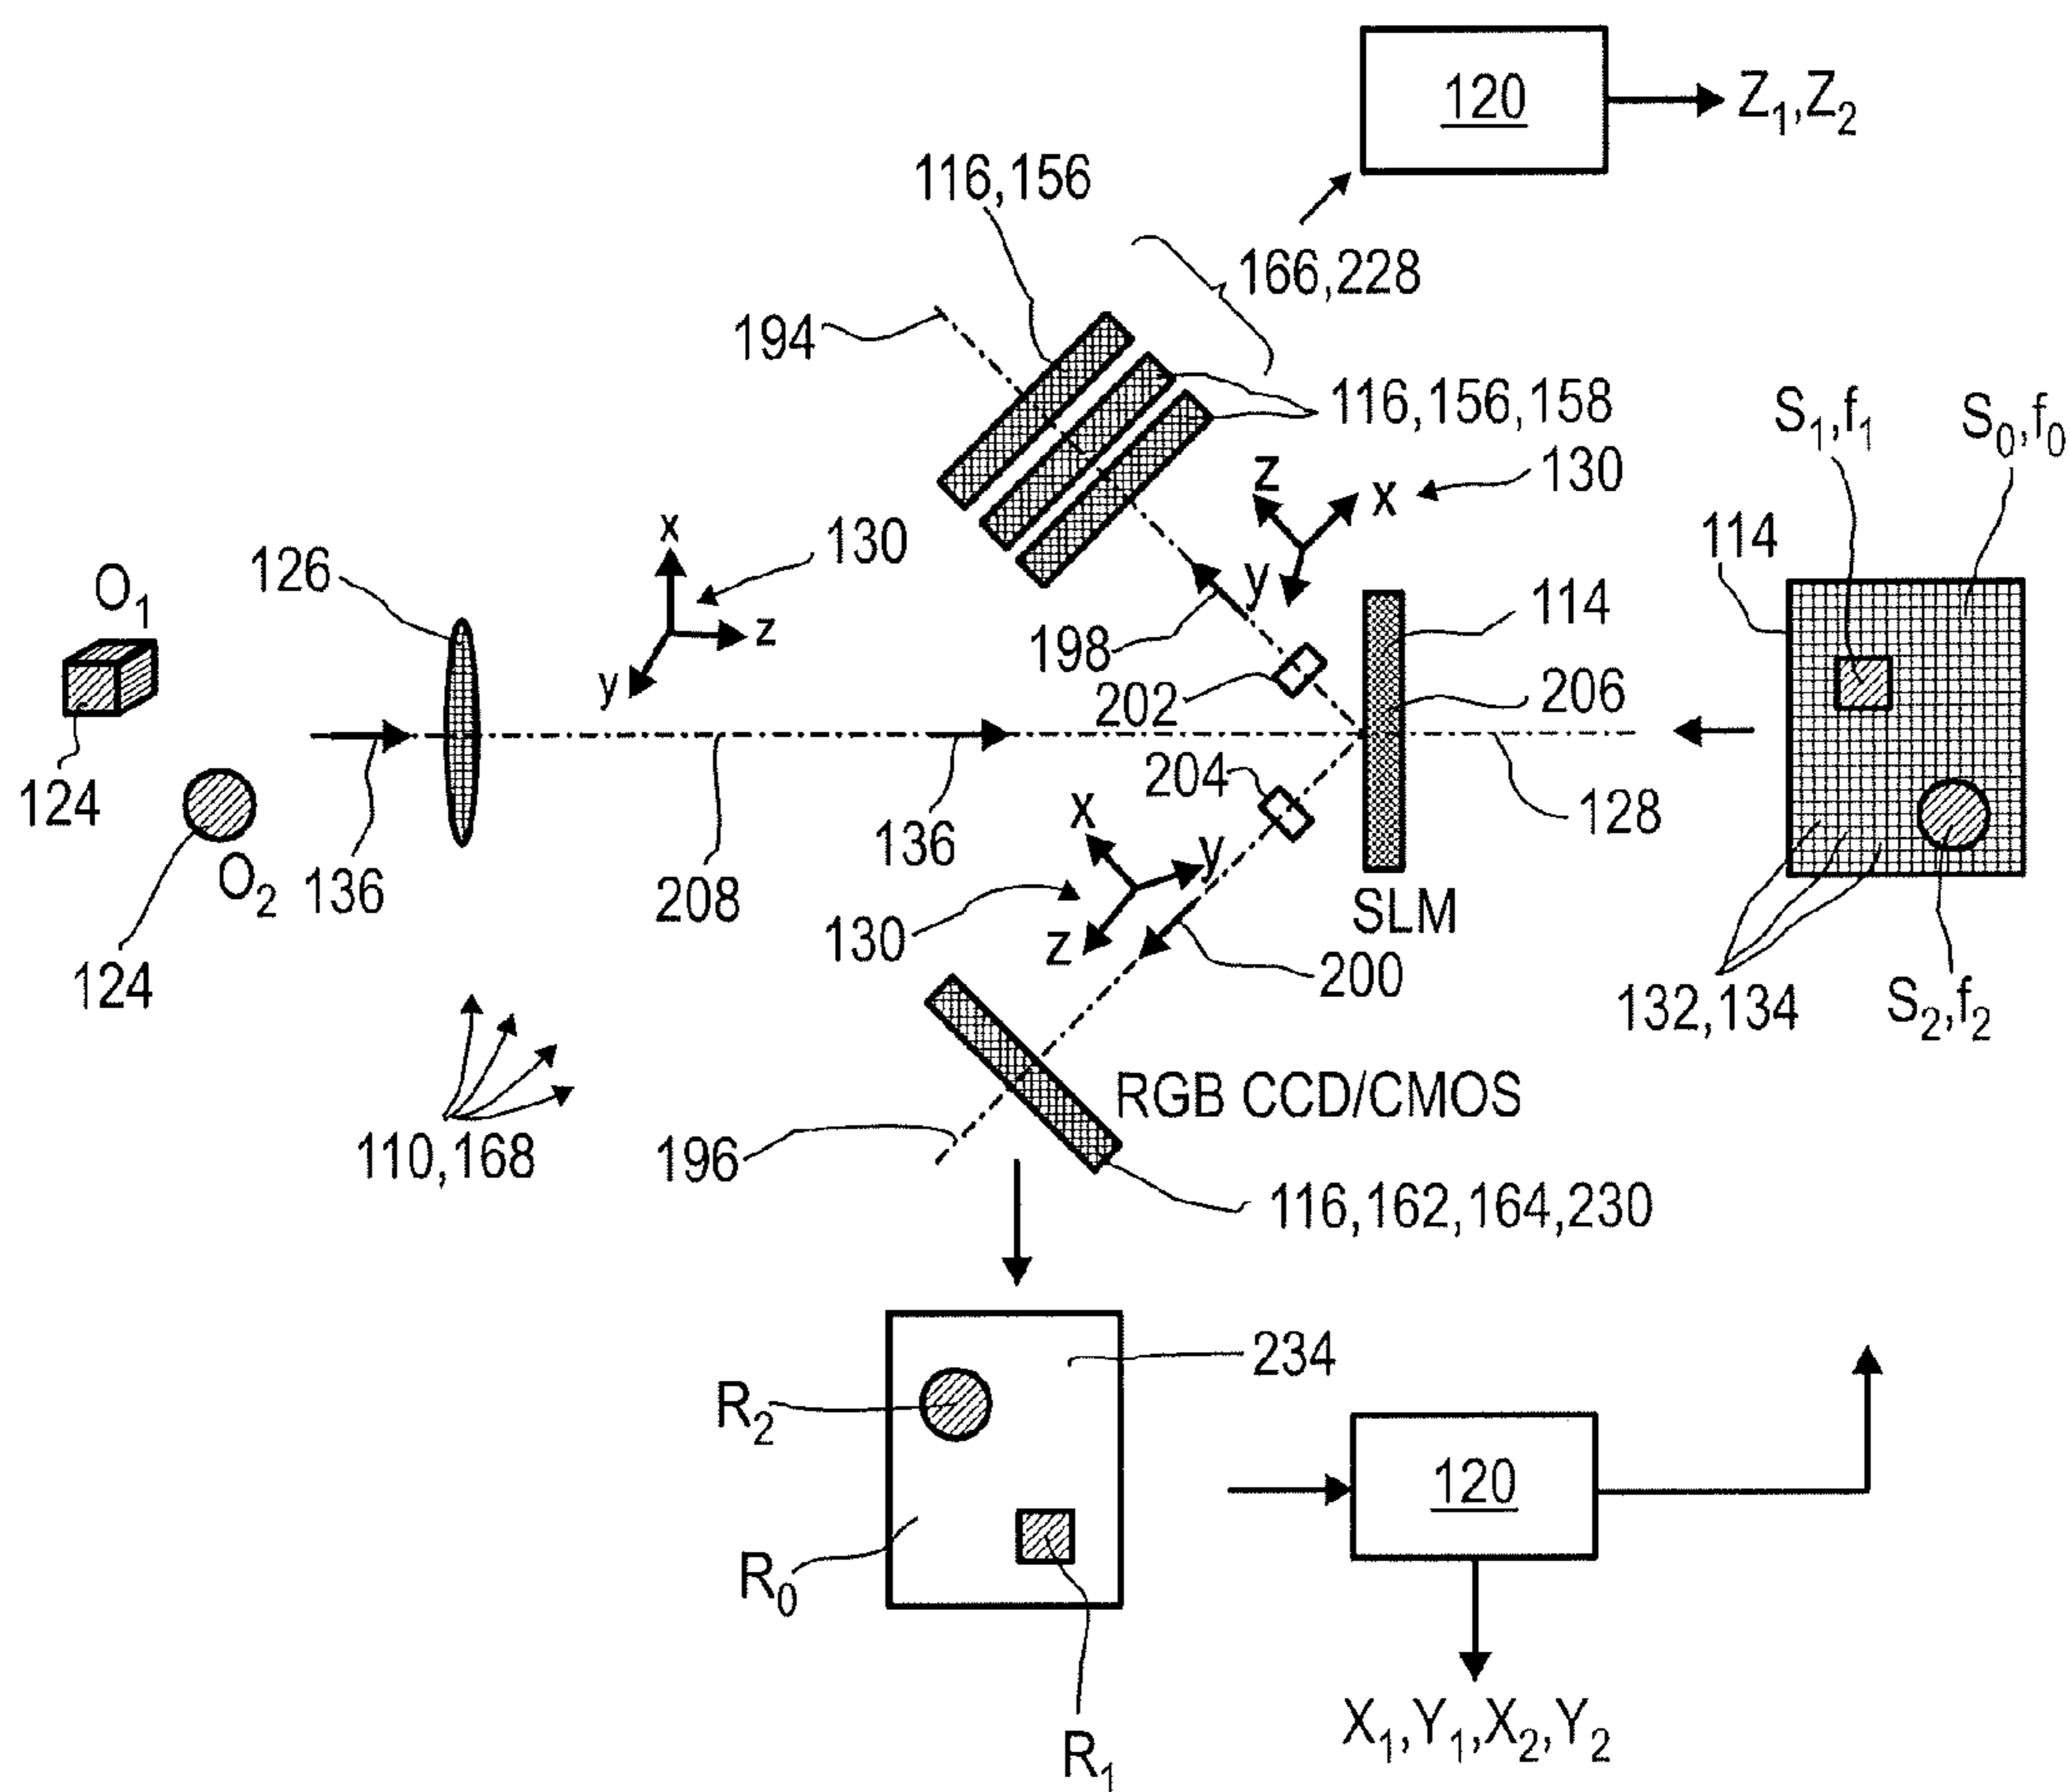 120
Z1,Z2
116,156
166,228
194
116,156,158
S1,f1
S0,f0
z
x
130
x
130
114
126
O1
z
y
y
198
114
202
206
204
124
136
208
136
128
x
y
124
O2
130
z
SLM
200
132,134
S2,f2
RGB CCD/CMOS
110,168
196
116,162,164,230
234
R2
120
R0
R1
X1,Y1,X2,Y2